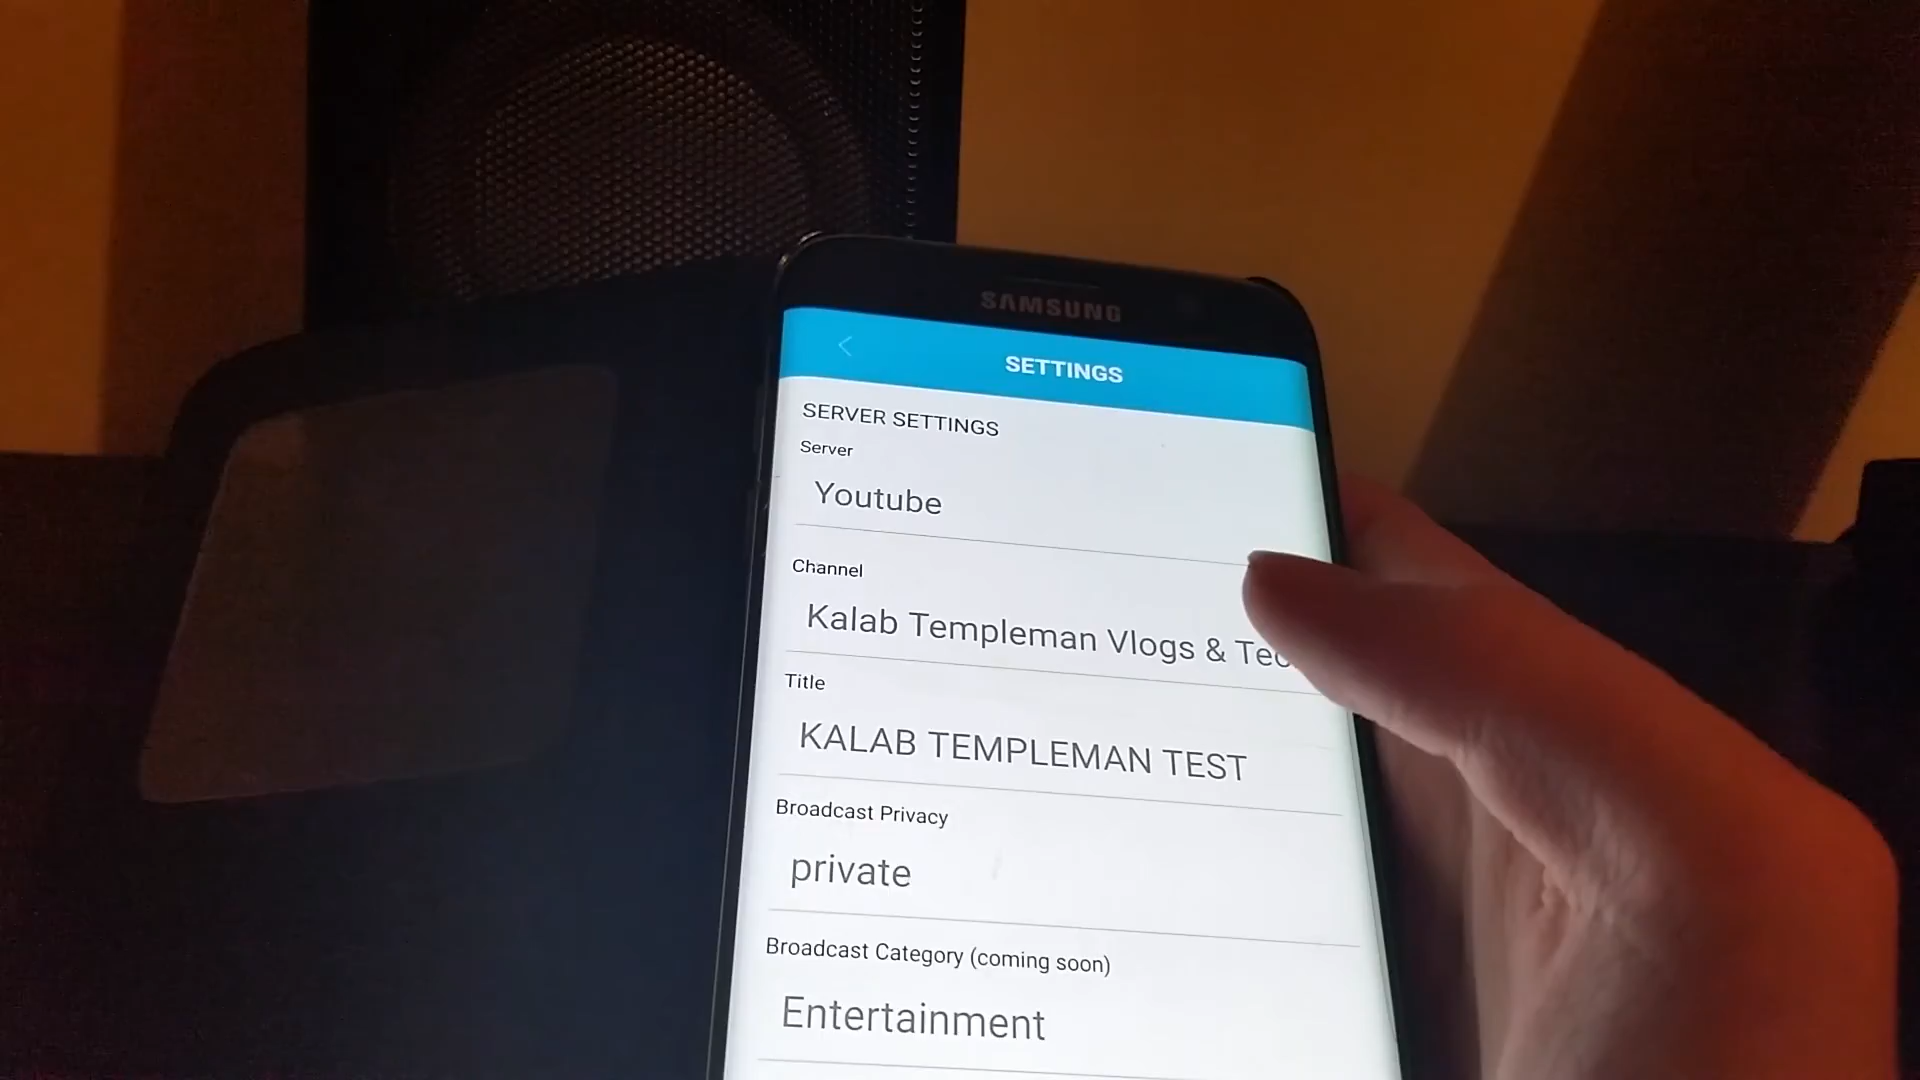 SAMSUNG
SETTINGS
SERVER SETTINGS
Server
Youtube
Channel
Kalab Templeman Vlogs &
Title
KALAB TEMPLEMAN TEST
Broadcast Privacy
private
Broadcast Category (coming soon)
Entertainment